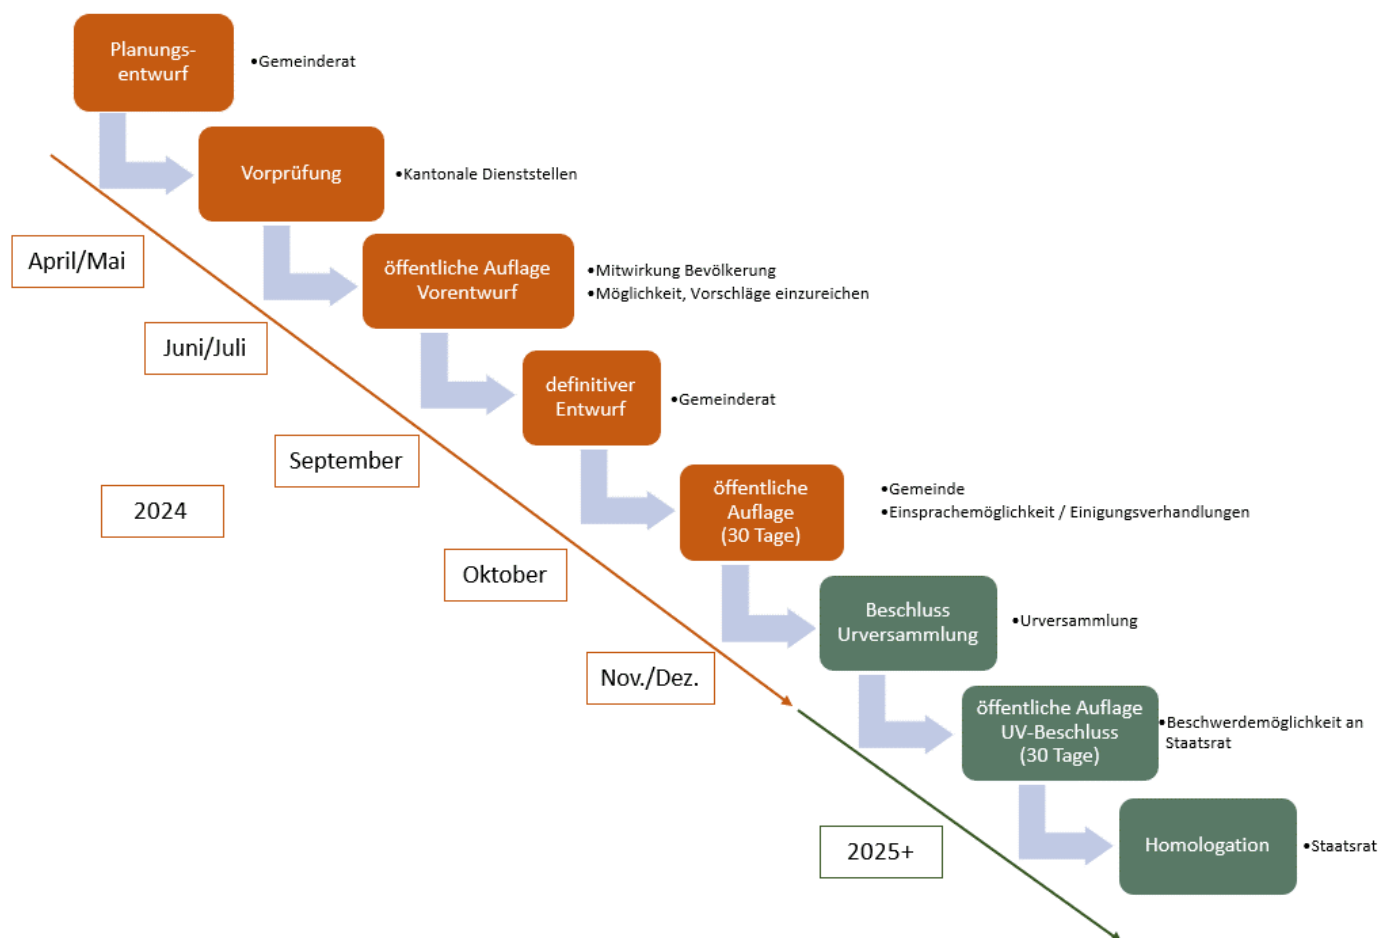 Planungs-
entwurf
•Gemeinderat
Vorprüfung
•Kantonale Dienststellen
April/Mai
öffentliche Auflage
Vorentwurf
•Mitwirkung Bevölkerung
•Möglichkeit, Vorschläge einzureichen
Juni/Juli
definitiver
Entwurf
•Gemeinderat
September
2024
öffentliche
Auflage
(30 Tage)
•Gemeinde
•Einsprachemöglichkeit / Einigungsverhandlungen
Oktober
Beschluss
Urversammlung
•Urversammlung
Nov./Dez.
öffentliche Auflage
UV-Beschluss
(30 Tage)
•Beschwerdemöglichkeit an
Staatsrat
2025+
Homologation
•Staatsrat